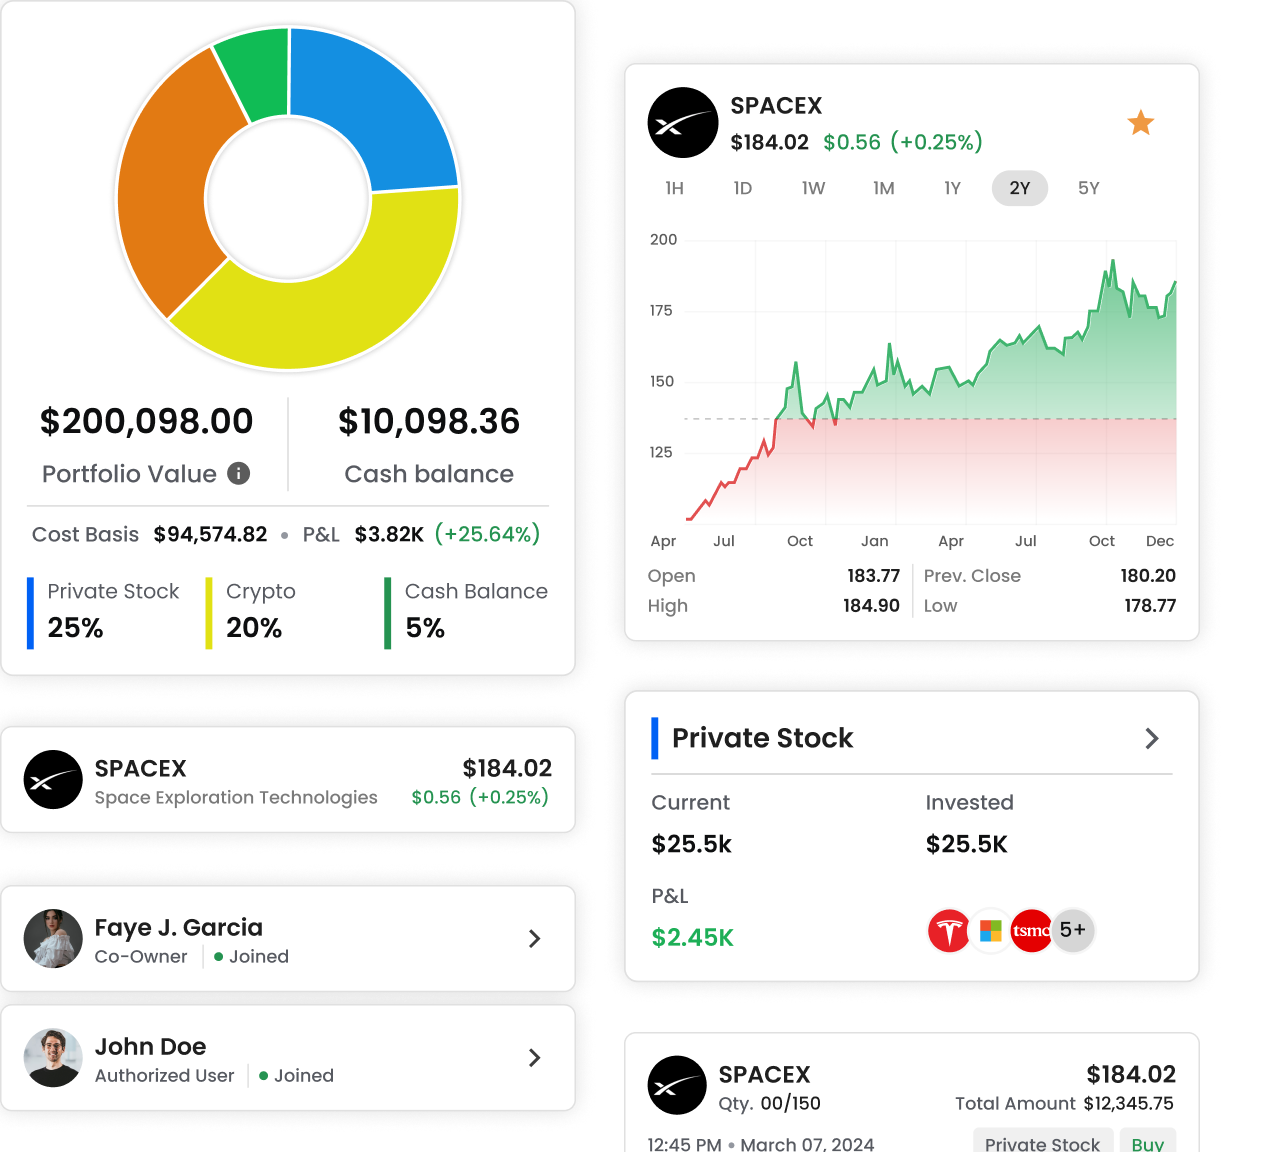 $200,098.00
Portfolio Value
$10,098.36
Cash balance
Cost Basis $94,574.82 • P&L $3.82K (+25.64%)
Private Stock
25%
Crypto
20%
Cash Balance
5%
SPACEX
$184.02
Space Exploration Technologies
$0.56 (+0.25%)
Faye J. Garcia
Co-Owner
Joined
John Doe
Authorized User
Joined
SPACEX
$184.02 $0.56 (+0.25%)
1H 1D 1W 1M 1Y 2Y 5Y
200
175
150
125
Apr Jul Oct Jan Apr Jul Oct Dec
Open 183.77
Prev. Close 180.20
High 184.90
Low 178.77
Private Stock
Current
$25.5k
Invested
$25.5K
P&L
$2.45K
tsmc
5+
SPACEX
$184.02
Qty. 00/150
Total Amount $12,345.75
12:45 PM • March 07, 2024
Private Stock
Buy